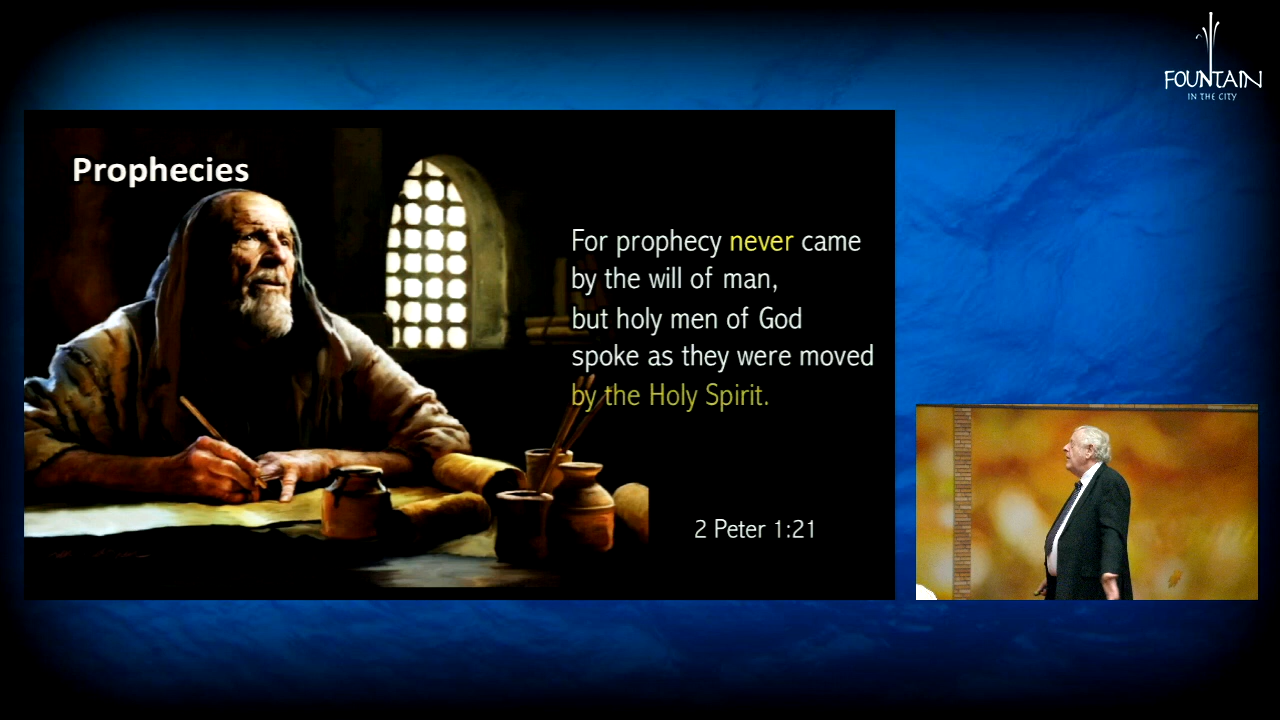 FOUNTAIN
IN THE CITY
Prophecies
For prophecy never came
by the will of man,
but holy men of God
spoke as they were moved
by the Holy Spirit.
2 Peter 1:21